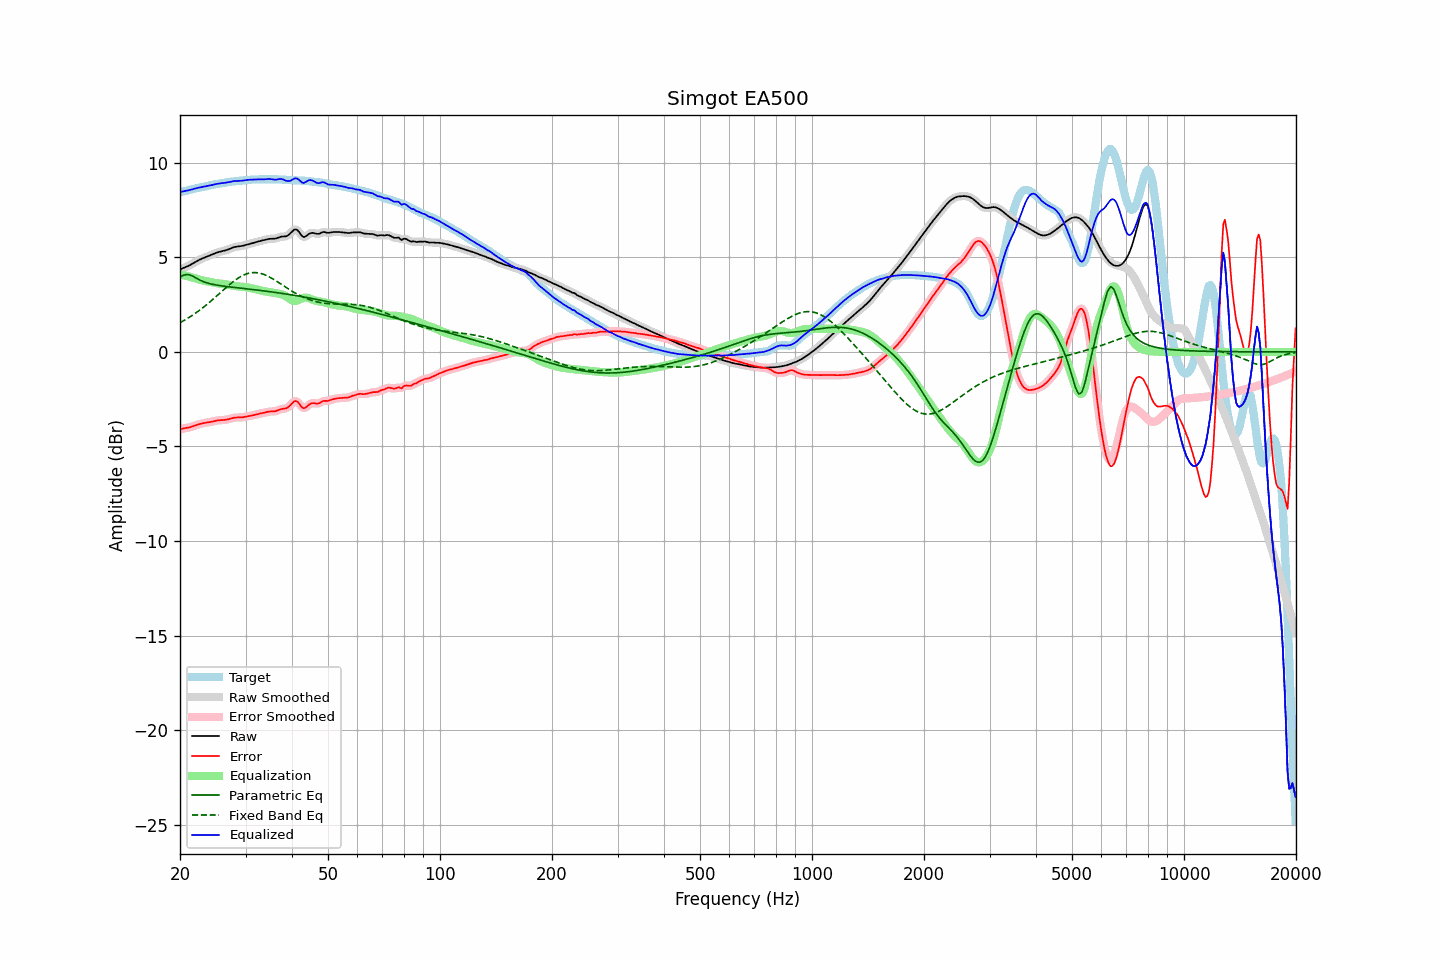 Simgot EA500
Amplitude (dBr)
10
5
0
−5
−10
−15
−20
−25
Target
Raw Smoothed
Error Smoothed
Raw
Error
Equalization
Parametric Eq
Fixed Band Eq
Equalized
20 50 100 200 500 1000 2000 5000 10000 20000
Frequency (Hz)